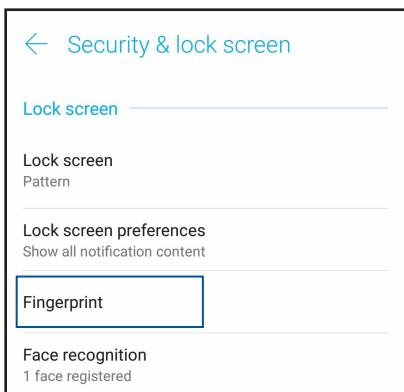 Security & lock screen
Lock screen
Lock screen
Pattern
Lock screen preferences
Show all notification content
Fingerprint
Face recognition
1 face registered